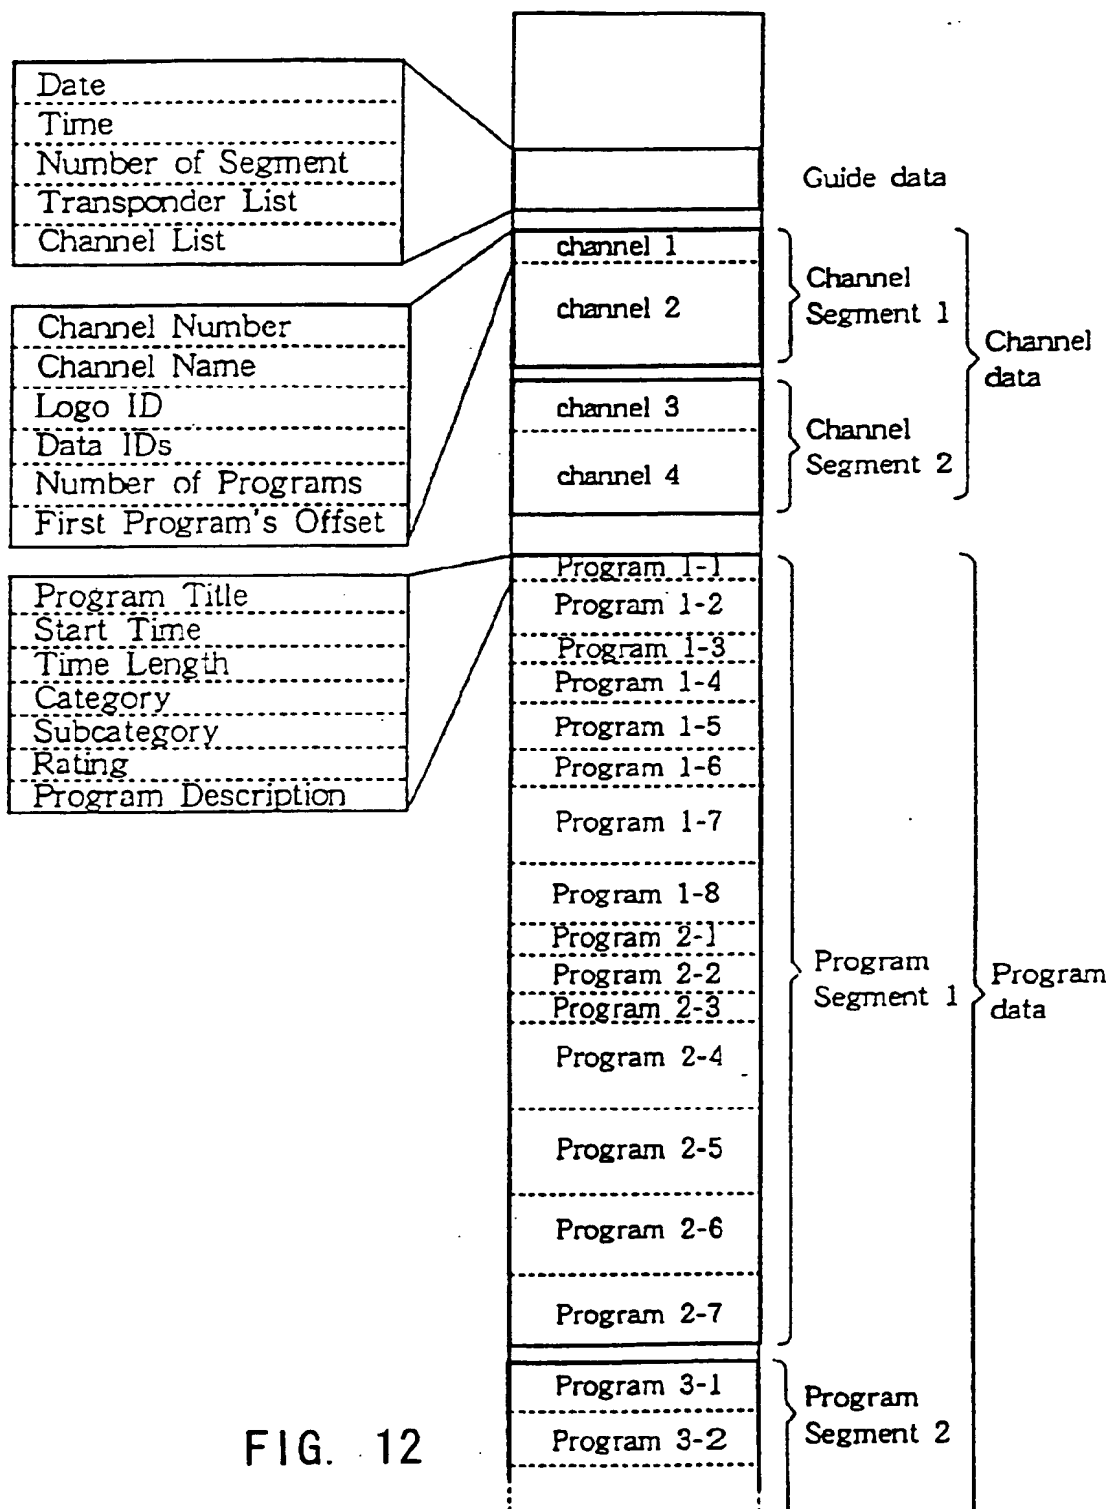 Date
Time
Number of Segment
Transponder List
Channel List
Guide data
Channel Number
Channel Name
Logo ID
Data IDs
Number of Programs
First Program's Offset
channel 1
channel 2
Channel
Segment 1
channel 3
channel 4
Channel
Segment 2
Channel
data
Program Title
Start Time
Time Length
Category
Subcategory
Rating
Program Description
Program 1-1
Program 1-2
Program 1-3
Program 1-4
Program 1-5
Program 1-6
Program 1-7
Program 1-8
Program 2-1
Program 2-2
Program 2-3
Program 2-4
Program 2-5
Program 2-6
Program 2-7
Program
Segment 1
Program
data
Program 3-1
Program 3-2
Program
Segment 2
FIG. 12